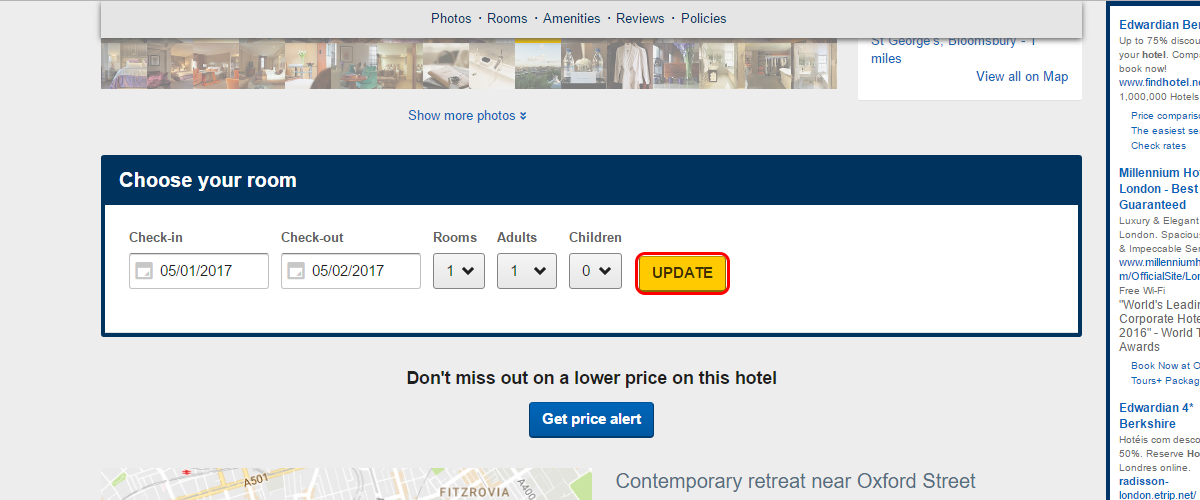 Photos · Rooms · Amenities · Reviews · Policies
St George's, Bloomsbury - 1
miles
View all on Map
Show more photos
Choose your room
Check-in Check-out Rooms Adults Children
05/01/2017 05/02/2017 1 1 0 UPDATE
Don't miss out on a lower price on this hotel
Get price alert
A501
FITZROVIA
A400
Contemporary retreat near Oxford Street
Edwardian Ber
Up to 75% discou
your hotel. Compa
book now!
www.findhotel.ne
1,000,000 Hotels
Price compariso
The easiest sea
Check rates
Millennium Hot
London - Best
Guaranteed
Luxury & Elegant
London. Spacious
& Impeccable Ser
www.millenniumh
m/OfficialSite/Lon
Free Wi-Fi
"World's Leadi
Corporate Hote
2016" - World T
Awards
Book Now at O
Tours+ Packag
Edwardian 4*
Berkshire
Hotéis com desco
50%. Reserve Ho
Londres online.
radisson-
london.etrip.net/